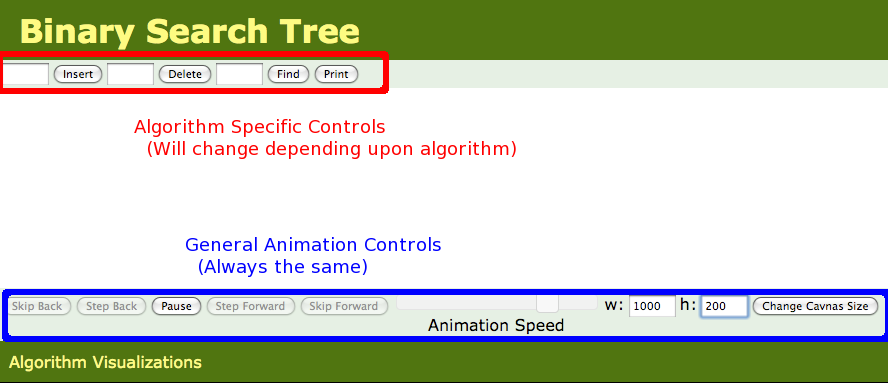 Binary Search Tree
Insert Delete Find Print
Algorithm Specific Controls
(Will change depending upon algorithm)
General Animation Controls
(Always the same)
Skip Back Step Back Pause Step Forward Skip Forward w: 1000 h: 200 Change Cavnas Size
Animation Speed
Algorithm Visualizations